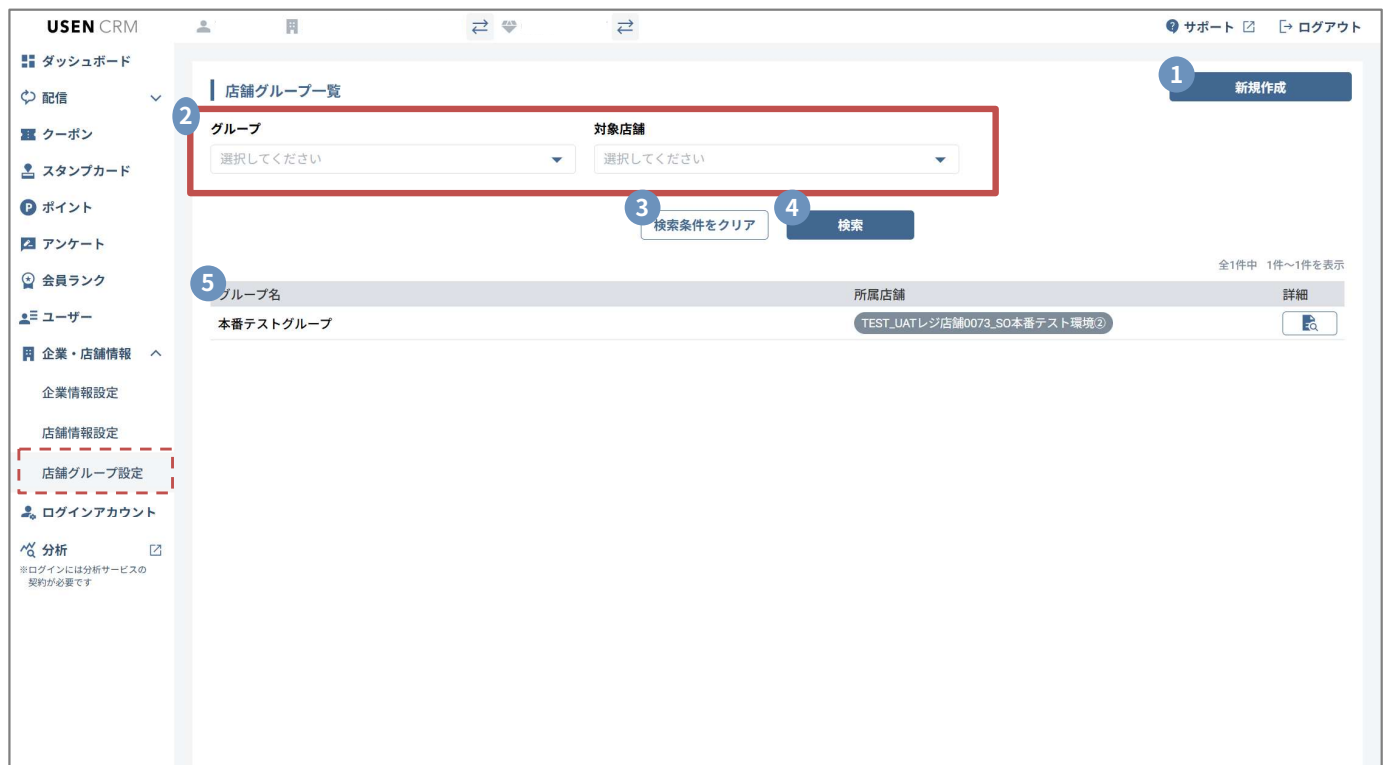 USEN CRM
サポート
ログアウト
ダッシュボード
配信
クーポン
スタンプカード
ポイント
アンケート
会員ランク
ユーザー
企業・店舗情報
企業情報設定
店舗情報設定
店舗グループ設定
ログインアカウント
分析
※ログインには分析サービスの
契約が必要です
店舗グループ一覧
1
新規作成
2
グループ
対象店舗
選択してください
選択してください
3
検索条件をクリア
4
検索
全1件中 1件〜1件を表示
5
グループ名
所属店舗
詳細
本番テストグループ
TEST_UATレジ店舗0073_SO本番テスト環境②